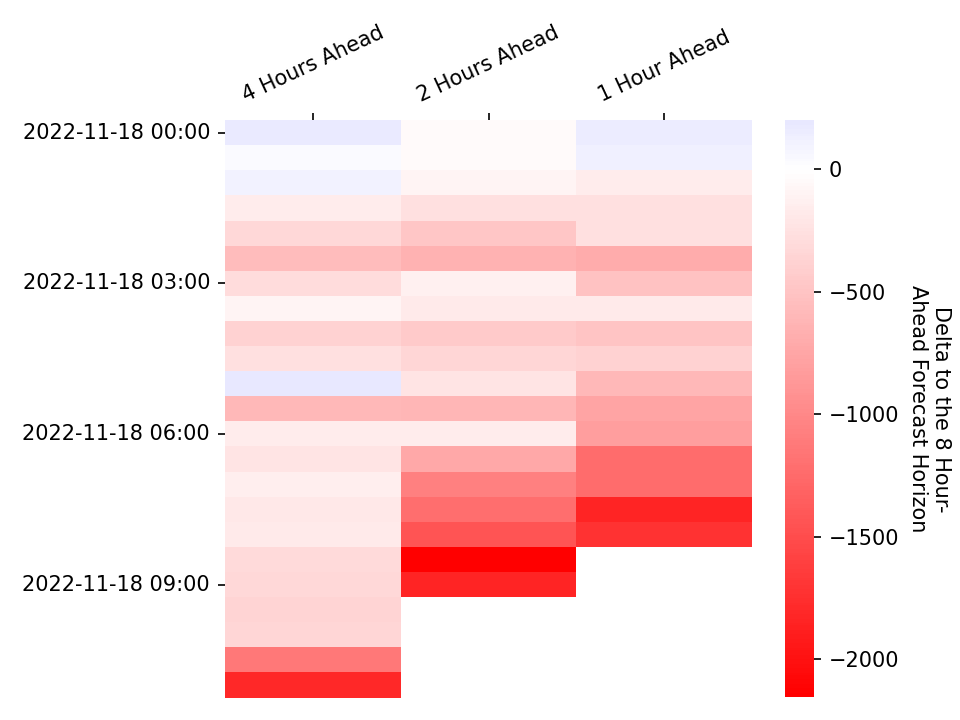 4 Hours Ahead
2 Hours Ahead
1 Hour Ahead
2022-11-18 00:00
2022-11-18 03:00
2022-11-18 06:00
2022-11-18 09:00
0
−500
−1000
−1500
−2000
Delta to the 8 Hour-
Ahead Forecast Horizon